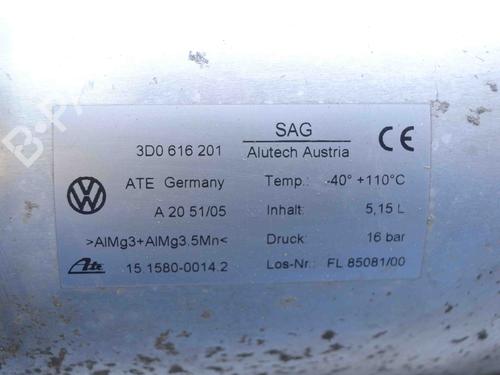 SAG
3D0 616 201 Alutech Austria CE
ATE Germany Temp.: -40° +110°C
A 20 51/05 Inhalt: 5,15 L
>AlMg3+AlMg3.5Mn< Druck: 16 bar
Ate 15.1580-0014.2 Los-Nr.: FL 85081/00
B-P